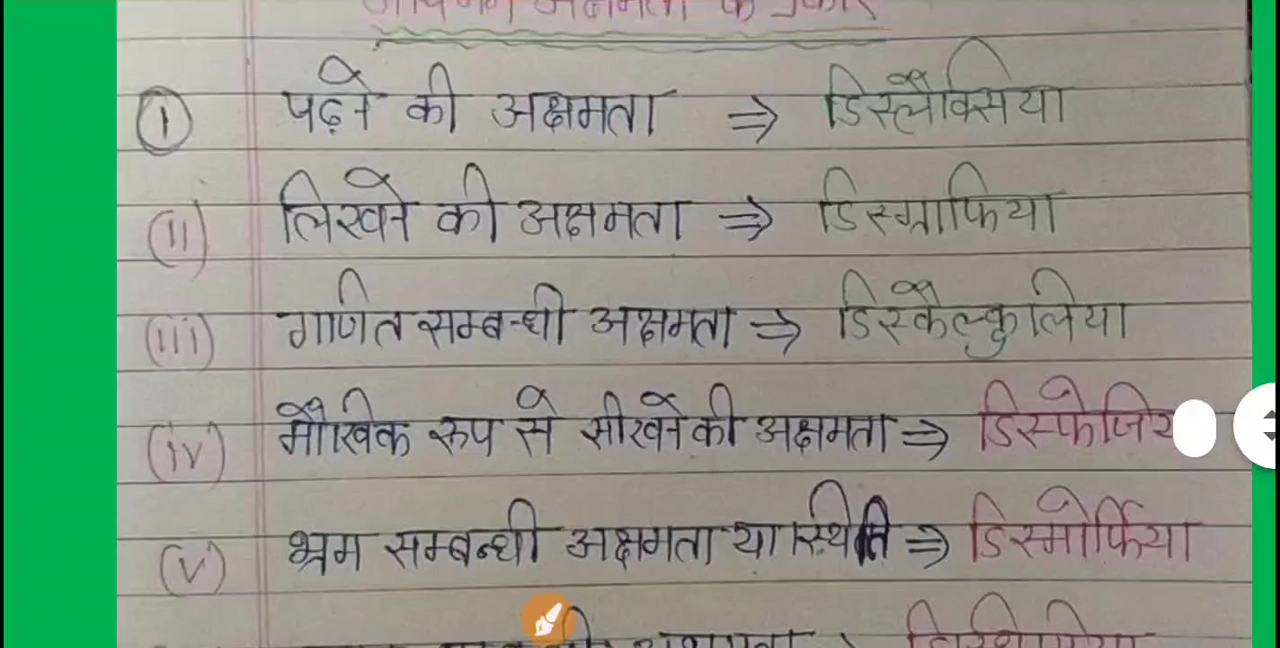 ① पढ़ने की अक्षमता ⇒ डिस्लैक्सिया
(ii) लिखने की अक्षमता ⇒ डिस्ग्राफिया
(iii) गणित सम्बन्धी अक्षमता ⇒ डिस्कैल्कुलिया
(iv) मौखिक रूप से सीखने की अक्षमता ⇒ डिस्फेजिय
(v) भ्रम सम्बन्धी अक्षमता या स्थिति ⇒ डिस्मोर्फिया